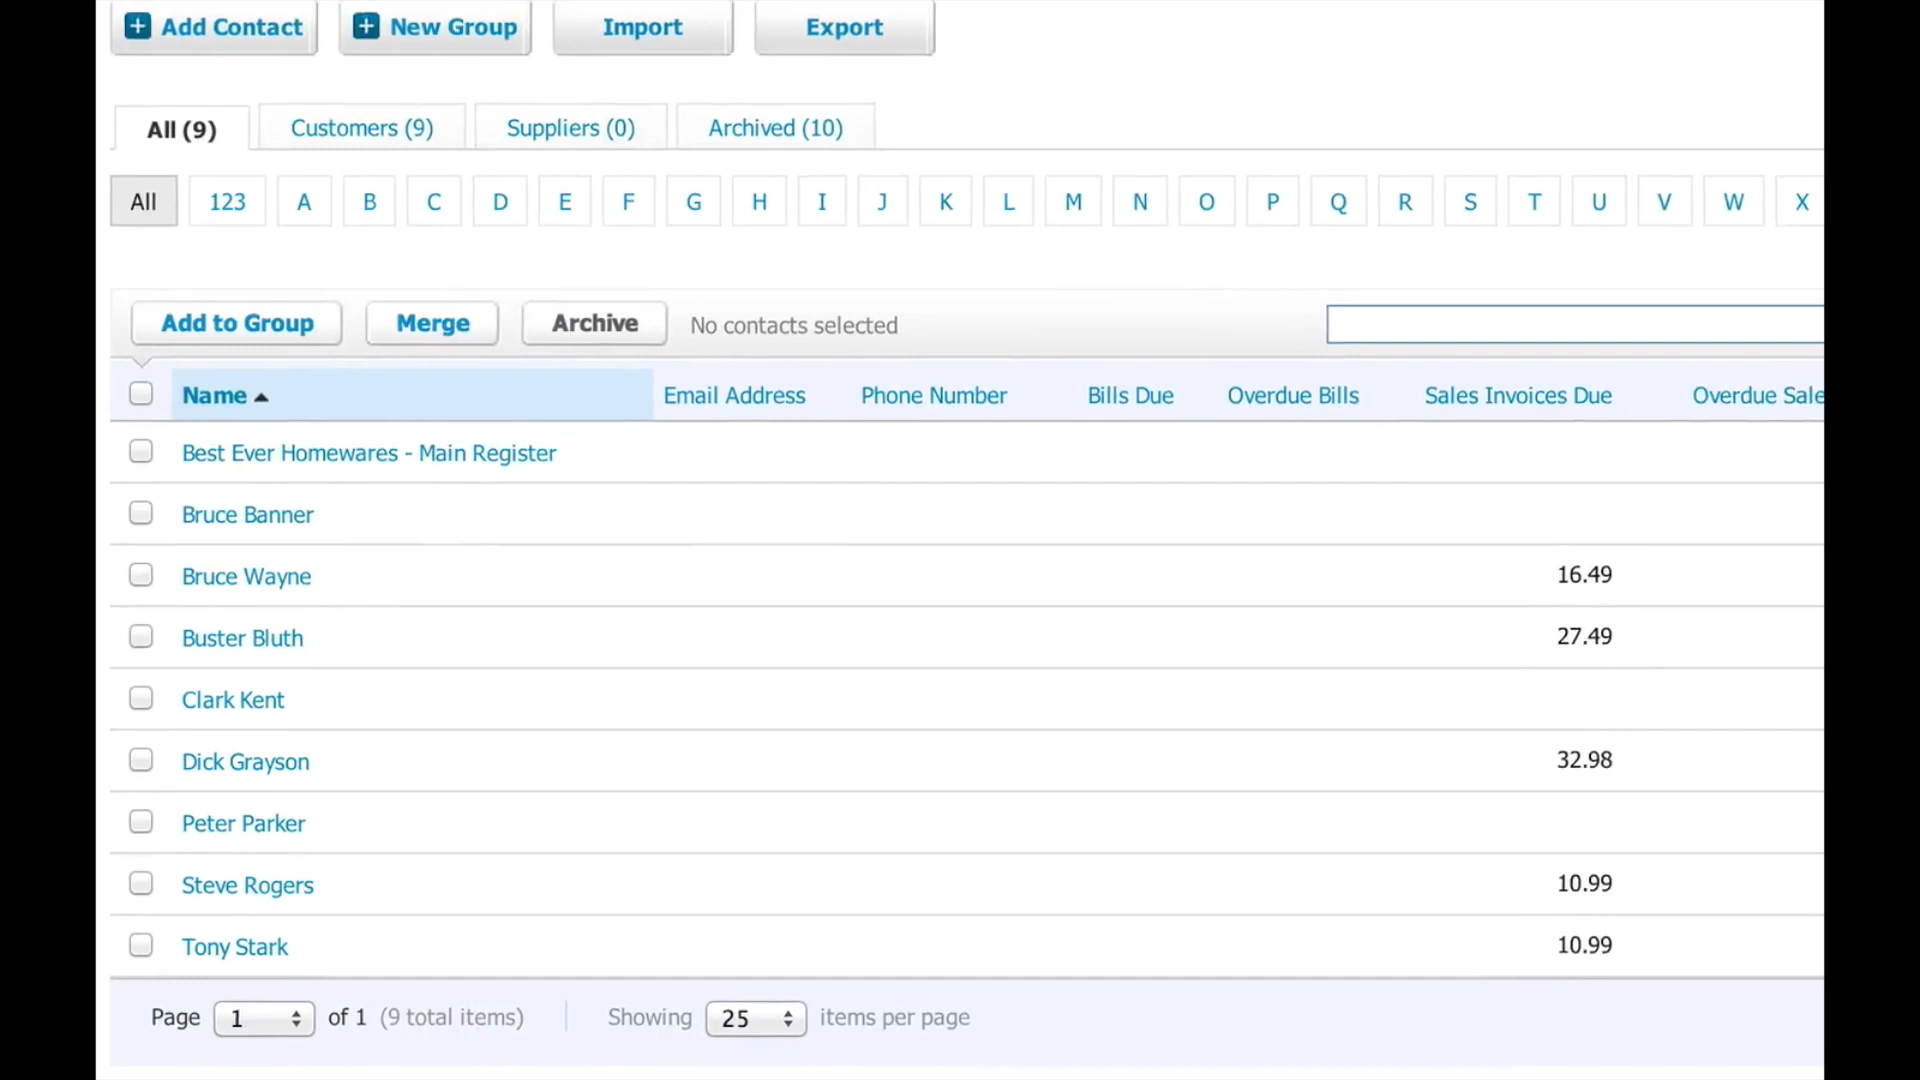 Add Contact New Group Import Export
All (9) Customers (9) Suppliers (0) Archived (10)
All 123 A B C D E F G H I J K L M N O P Q R S T U V W X
Add to Group Merge Archive No contacts selected
Name Email Address Phone Number Bills Due Overdue Bills Sales Invoices Due Overdue Sale
Best Ever Homewares - Main Register
Bruce Banner
Bruce Wayne 16.49
Buster Bluth 27.49
Clark Kent
Dick Grayson 32.98
Peter Parker
Steve Rogers 10.99
Tony Stark 10.99
Page 1 of 1 (9 total items) Showing 25 items per page